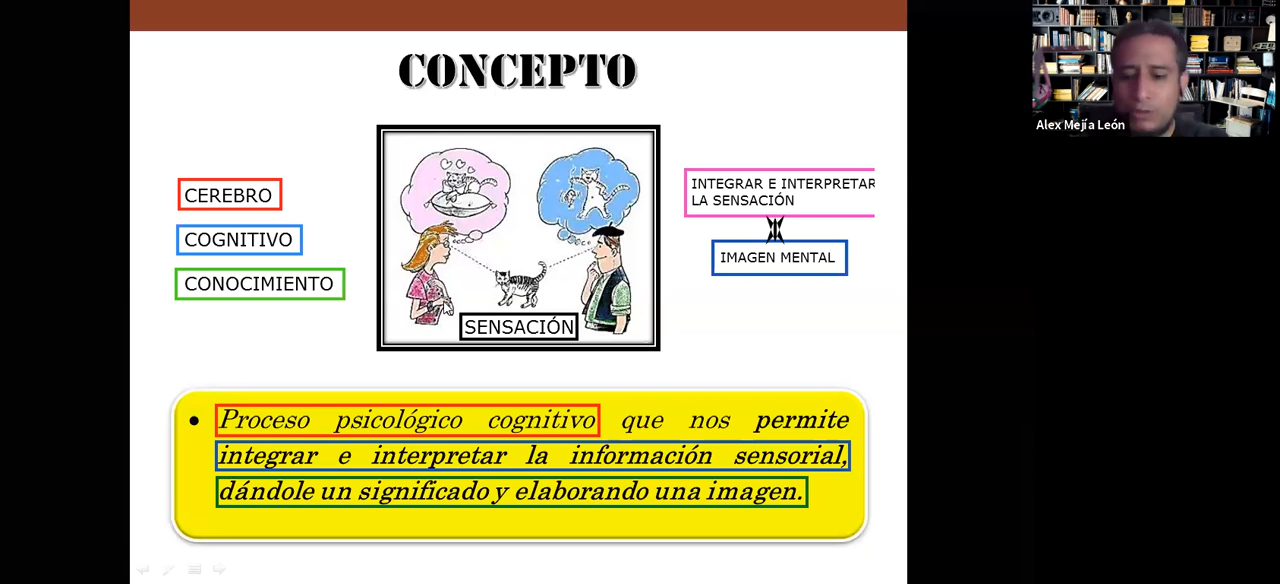 CONCEPTO
Alex Mejía León
CEREBRO
COGNITIVO
CONOCIMIENTO
SENSACIÓN
INTEGRAR E INTERPRETAR
LA SENSACIÓN
IMAGEN MENTAL
• Proceso psicológico cognitivo que nos permite
integrar e interpretar la información sensorial,
dándole un significado y elaborando una imagen.